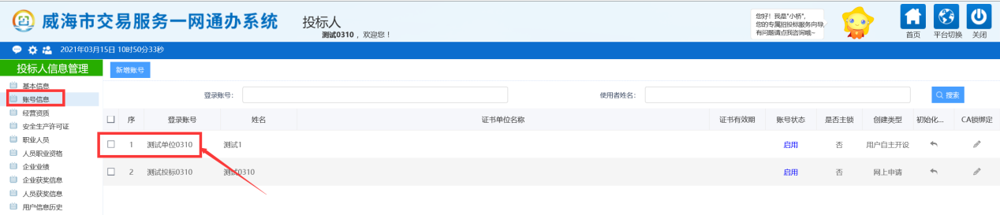 威海市交易服务一网通办系统
投标人
测试0310 ，欢迎您！
您好！我是"小桥",
您的专属招投标服务向导,
有问题请点我咨询哦~
首页 平台切换 关闭
2021年03月15日 10时50分33秒
投标人信息管理
基本信息
账号信息
经营资质
安全生产许可证
职业人员
人员职业资格
企业业绩
企业获奖信息
人员获奖信息
用户信息历史
新增账号
登录账号： 使用者姓名： 搜索
序 登录账号 姓名 证书单位名称 证书有效期 账号状态 是否主锁 创建类型 初始化... CA锁绑定
1 测试单位0310 测试1 启用 否 用户自主开设
2 测试投标0310 测试0310 启用 否 网上申请